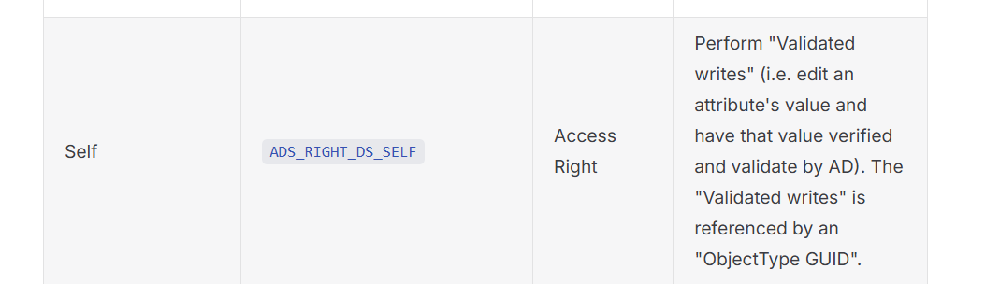 Self
ADS_RIGHT_DS_SELF
Access
Right
Perform "Validated
writes" (i.e. edit an
attribute's value and
have that value verified
and validate by AD). The
"Validated writes" is
referenced by an
"ObjectType GUID".